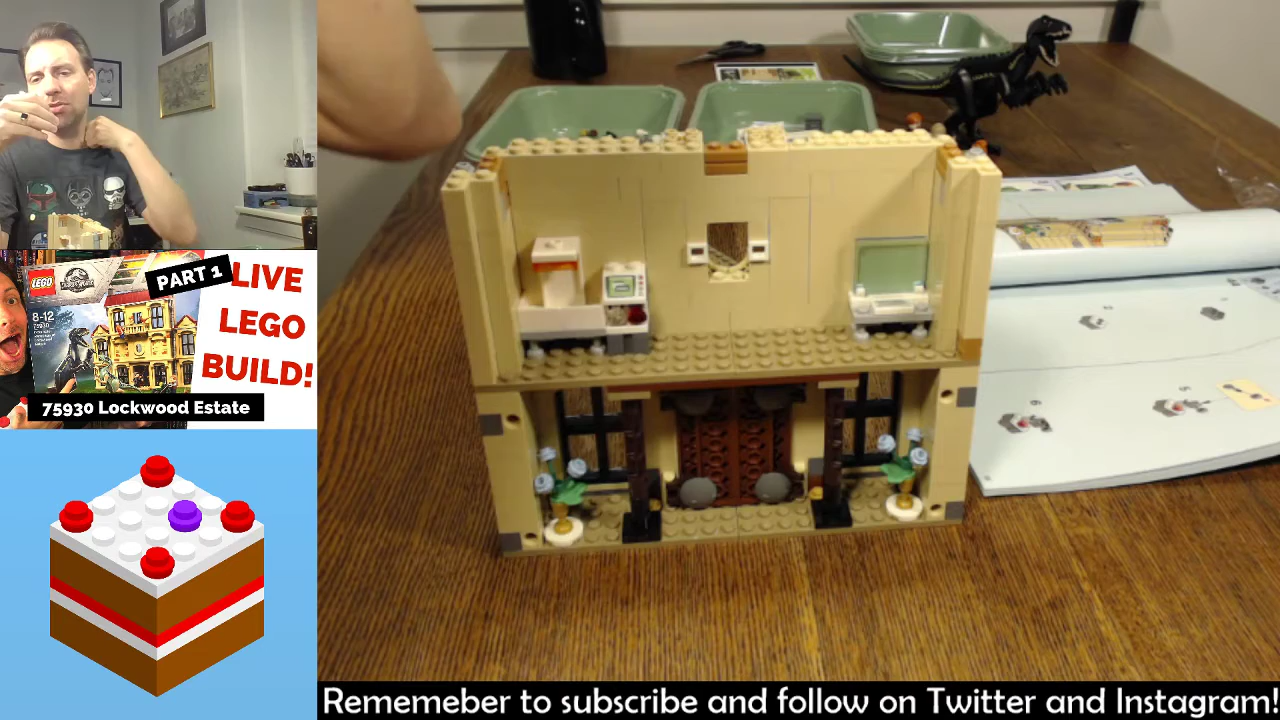 PART 1
LIVE
LEGO
BUILD!
LEGO
8-12
75930
75930 Lockwood Estate
Rememeber to subscribe and follow on Twitter and Instagram!